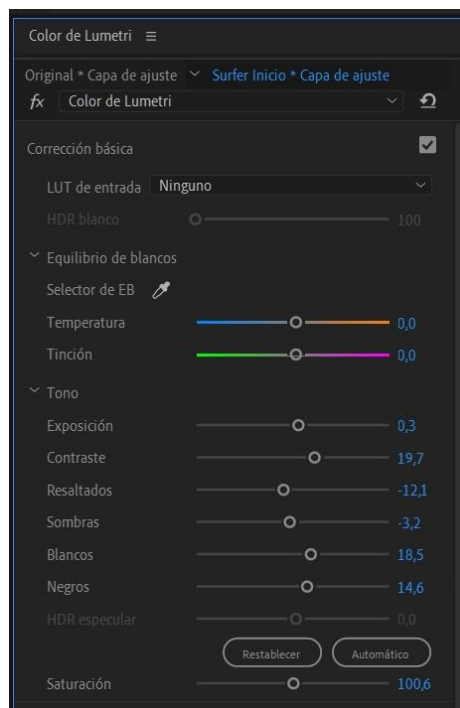 Color de Lumetri
Original * Capa de ajuste Surfer Inicio * Capa de ajuste
fx Color de Lumetri
Corrección básica
LUT de entrada Ninguno
HDR blanco 100
Equilibrio de blancos
Selector de EB
Temperatura 0,0
Tinción 0,0
Tono
Exposición 0,3
Contraste 19,7
Resaltados -12,1
Sombras -3,2
Blancos 18,5
Negros 14,6
HDR especular 0,0
Restablecer Automático
Saturación 100,6